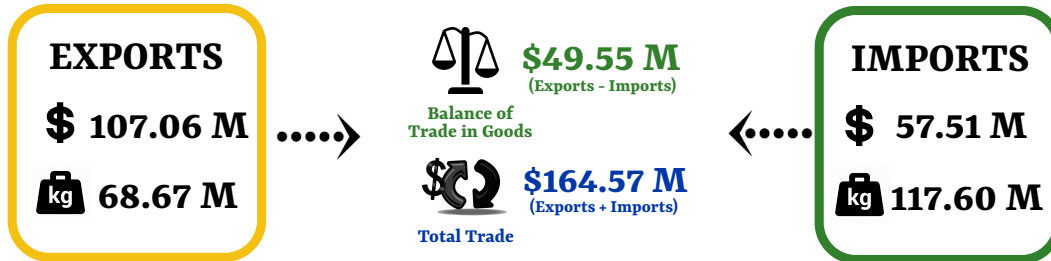 EXPORTS
$ 107.06 M
kg 68.67 M
$49.55 M
(Exports - Imports)
Balance of
Trade in Goods
$
$164.57 M
(Exports + Imports)
Total Trade
IMPORTS
$ 57.51 M
kg 117.60 M